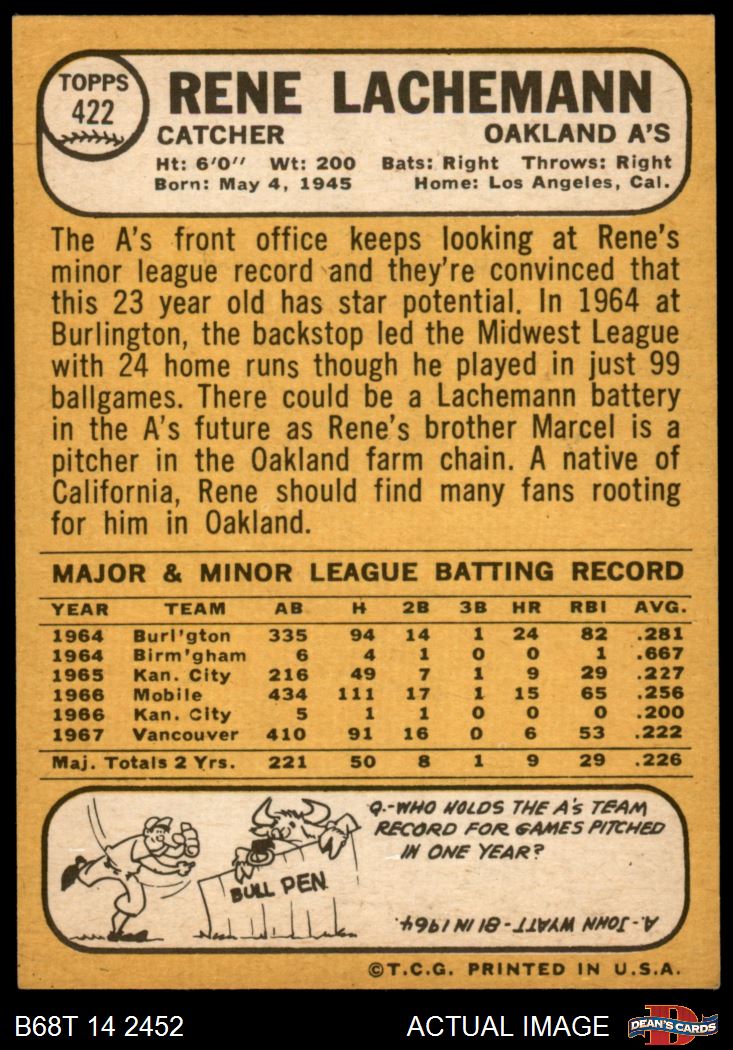 TOPPS
422
RENE LACHEMANN
CATCHER OAKLAND A'S
Ht: 6'0" Wt: 200 Bats: Right Throws: Right
Born: May 4, 1945 Home: Los Angeles, Cal.
The A's front office keeps looking at Rene's
minor league record and they're convinced that
this 23 year old has star potential. In 1964 at
Burlington, the backstop led the Midwest League
with 24 home runs though he played in just 99
ballgames. There could be a Lachemann battery
in the A's future as Rene's brother Marcel is a
pitcher in the Oakland farm chain. A native of
California, Rene should find many fans rooting
for him in Oakland.
MAJOR & MINOR LEAGUE BATTING RECORD
YEAR TEAM AB H 2B 3B HR RBI AVG.
1964 Burl'gton 335 94 14 1 24 82 .281
1964 Birm'gham 6 4 1 0 0 1 .667
1965 Kan. City 216 49 7 1 9 29 .227
1966 Mobile 434 111 17 1 15 65 .256
1966 Kan. City 5 1 1 0 0 0 .200
1967 Vancouver 410 91 16 0 6 53 .222
Maj. Totals 2 Yrs. 221 50 8 1 9 29 .226
BULL PEN
Q.-WHO HOLDS THE A's TEAM
RECORD FOR GAMES PITCHED
IN ONE YEAR?
A-JOHN WYATT-81 IN 1964.
©T.C.G. PRINTED IN U.S.A.
B68T 14 2452 ACTUAL IMAGE D DEAN'S CARDS